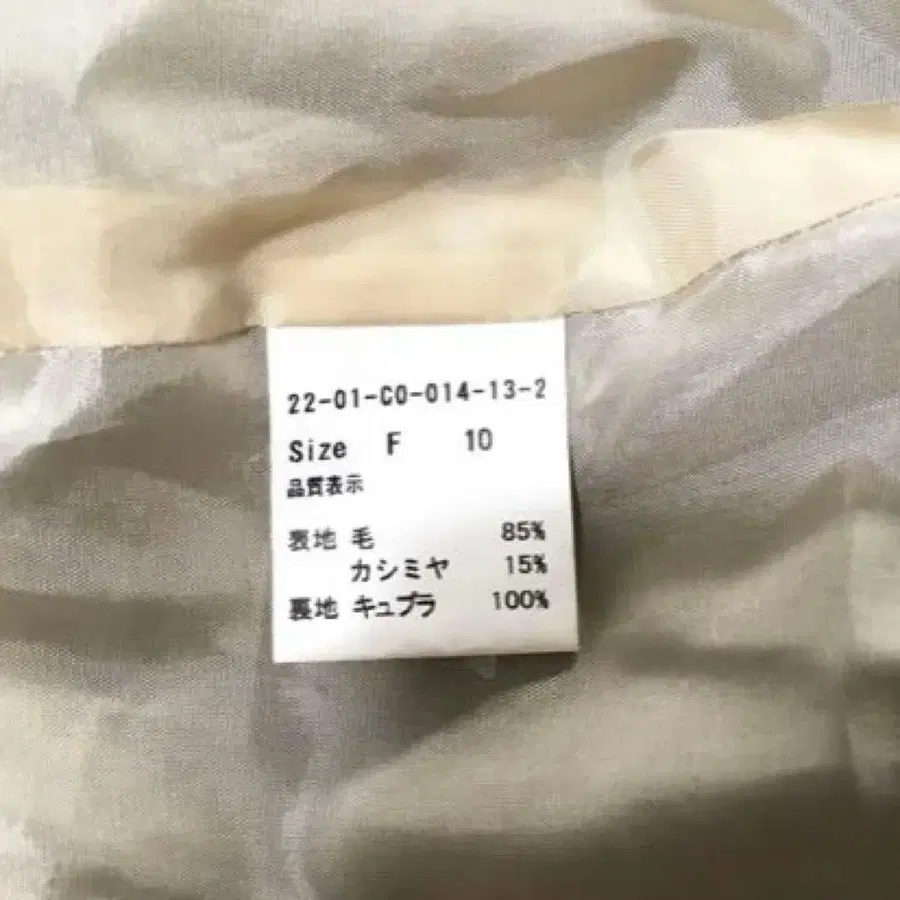 22-01-CO-014-13-2
Size F 10
品質表示
表地 毛 85%
カシミヤ 15%
裏地 キュプラ 100%